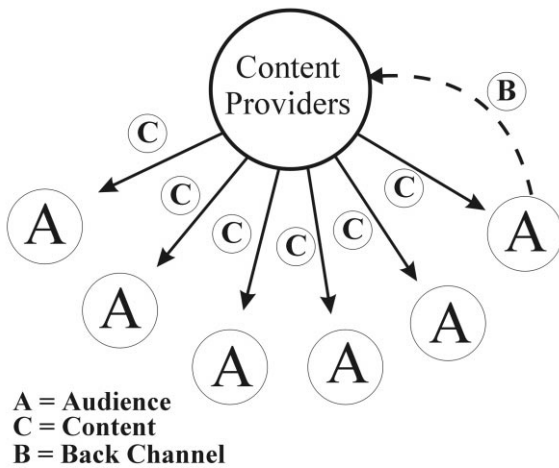 Content
Providers
B
C
C
C
C
C
C
A
A
A
A
A
A
A = Audience
C = Content
B = Back Channel